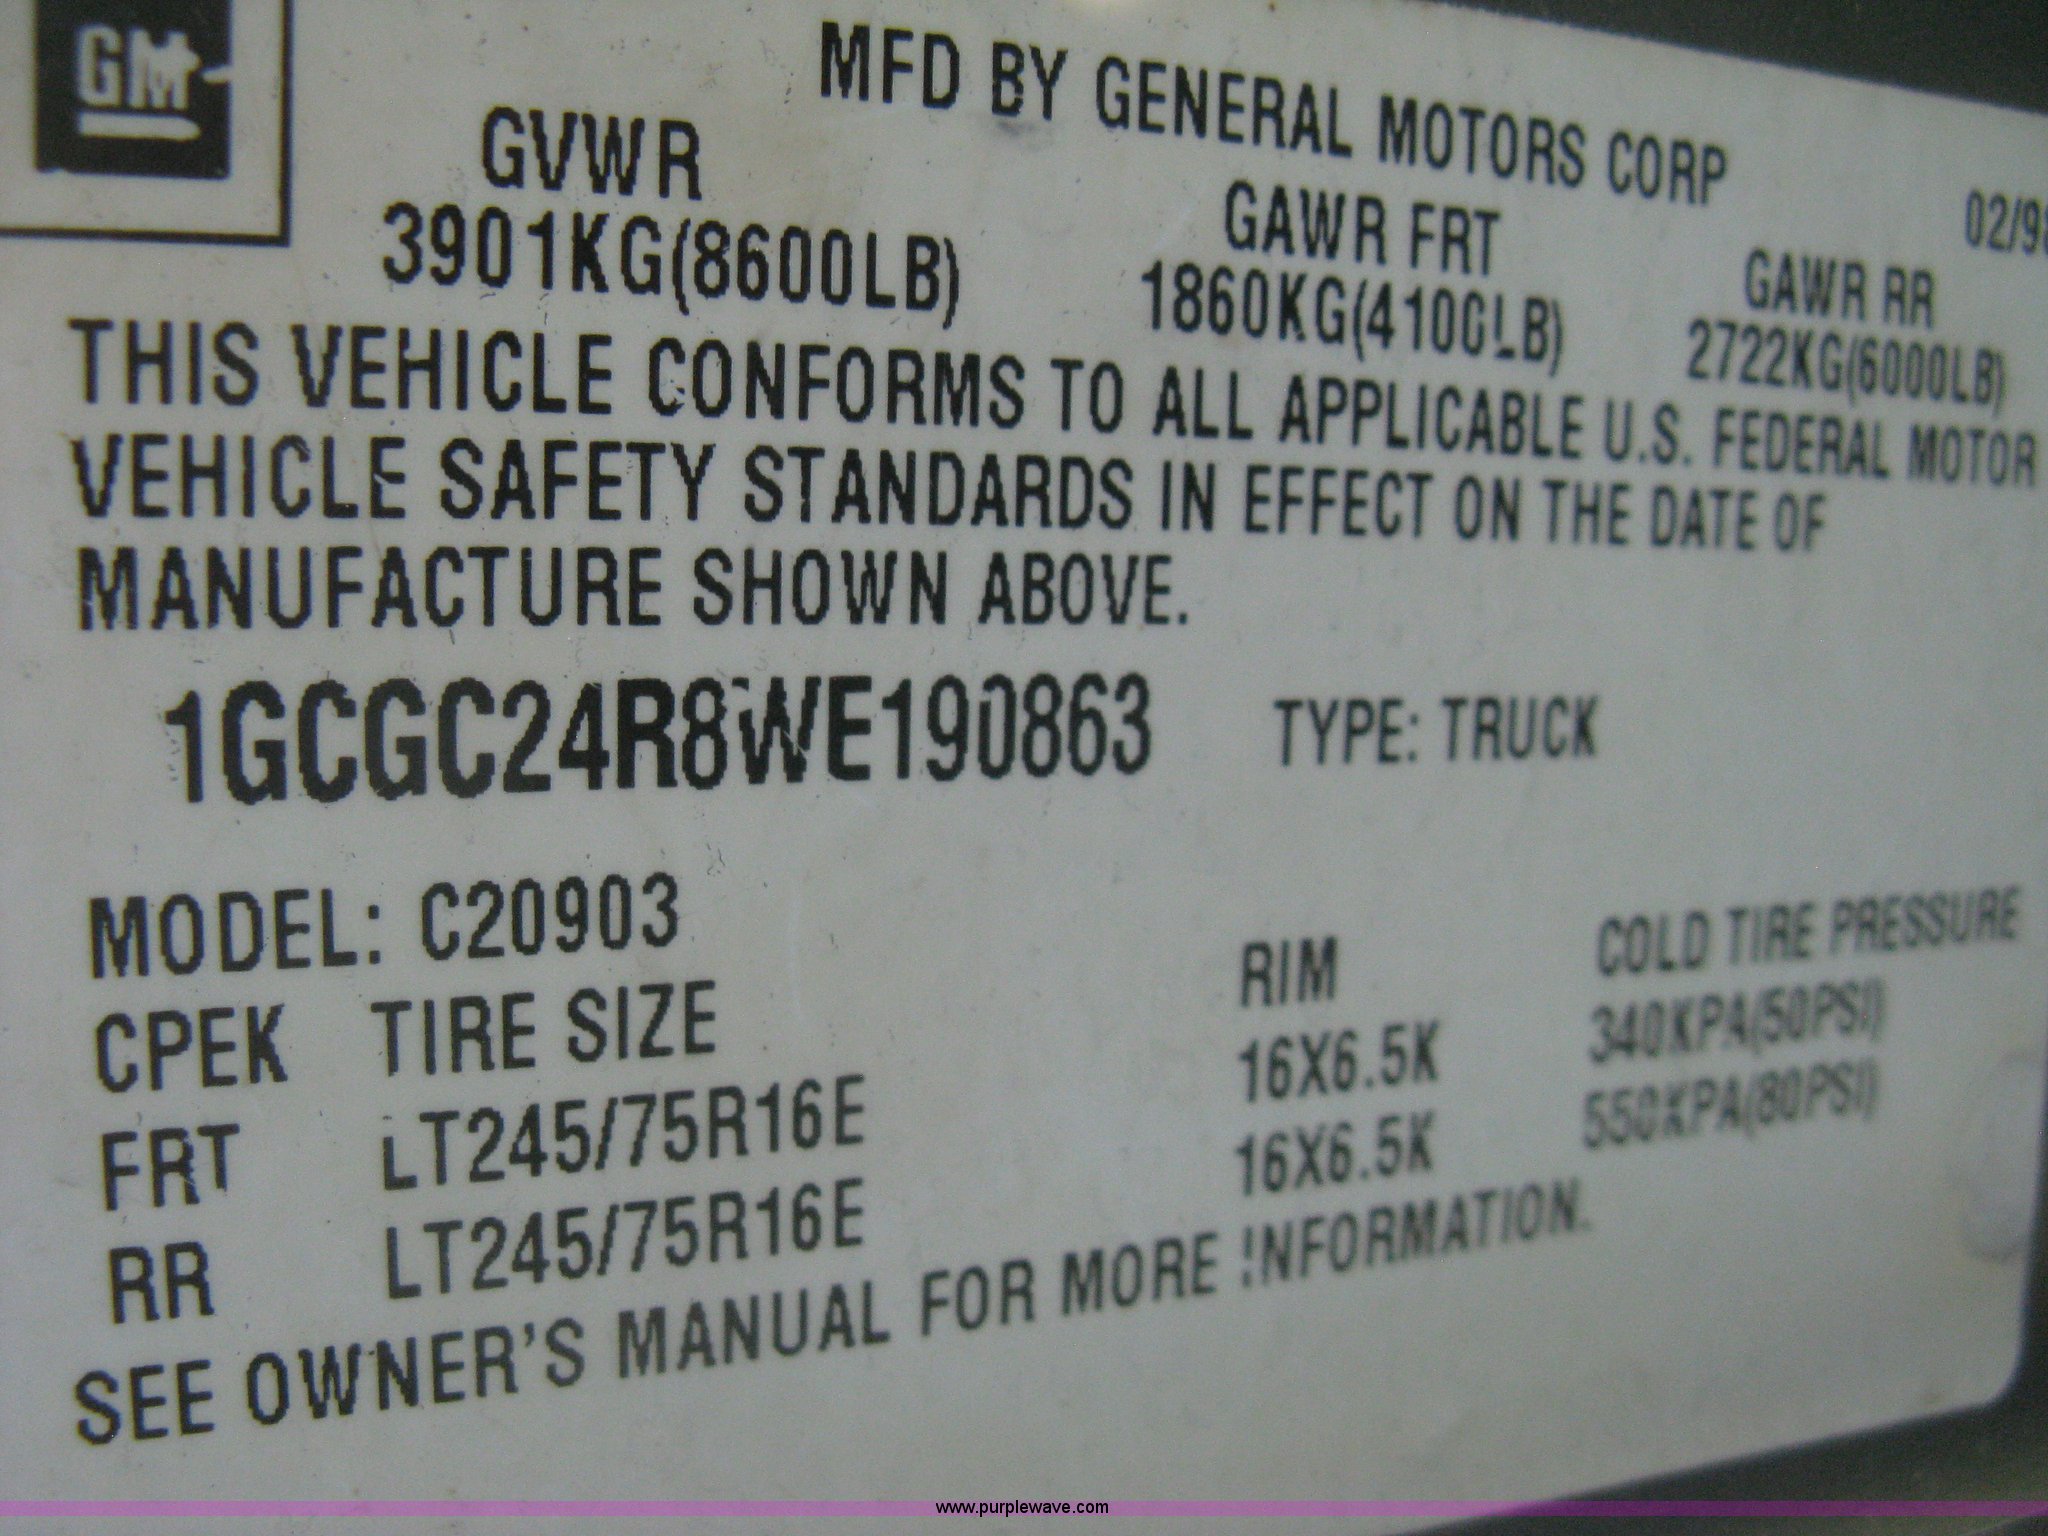 GM
MFD BY GENERAL MOTORS CORP
02/98
GVWR GAWR FRT GAWR RR
3901KG(8600LB) 1860KG(4100LB) 2722KG(6000LB)
THIS VEHICLE CONFORMS TO ALL APPLICABLE U.S. FEDERAL MOTOR
VEHICLE SAFETY STANDARDS IN EFFECT ON THE DATE OF
MANUFACTURE SHOWN ABOVE.
1GCGC24R8WE190863 TYPE: TRUCK
MODEL: C20903
CPEK TIRE SIZE RIM COLD TIRE PRESSURE
FRT LT245/75R16E 16X6.5K 340KPA(50PSI)
RR LT245/75R16E 16X6.5K 550KPA(80PSI)
SEE OWNER'S MANUAL FOR MORE INFORMATION.
www.purplewave.com